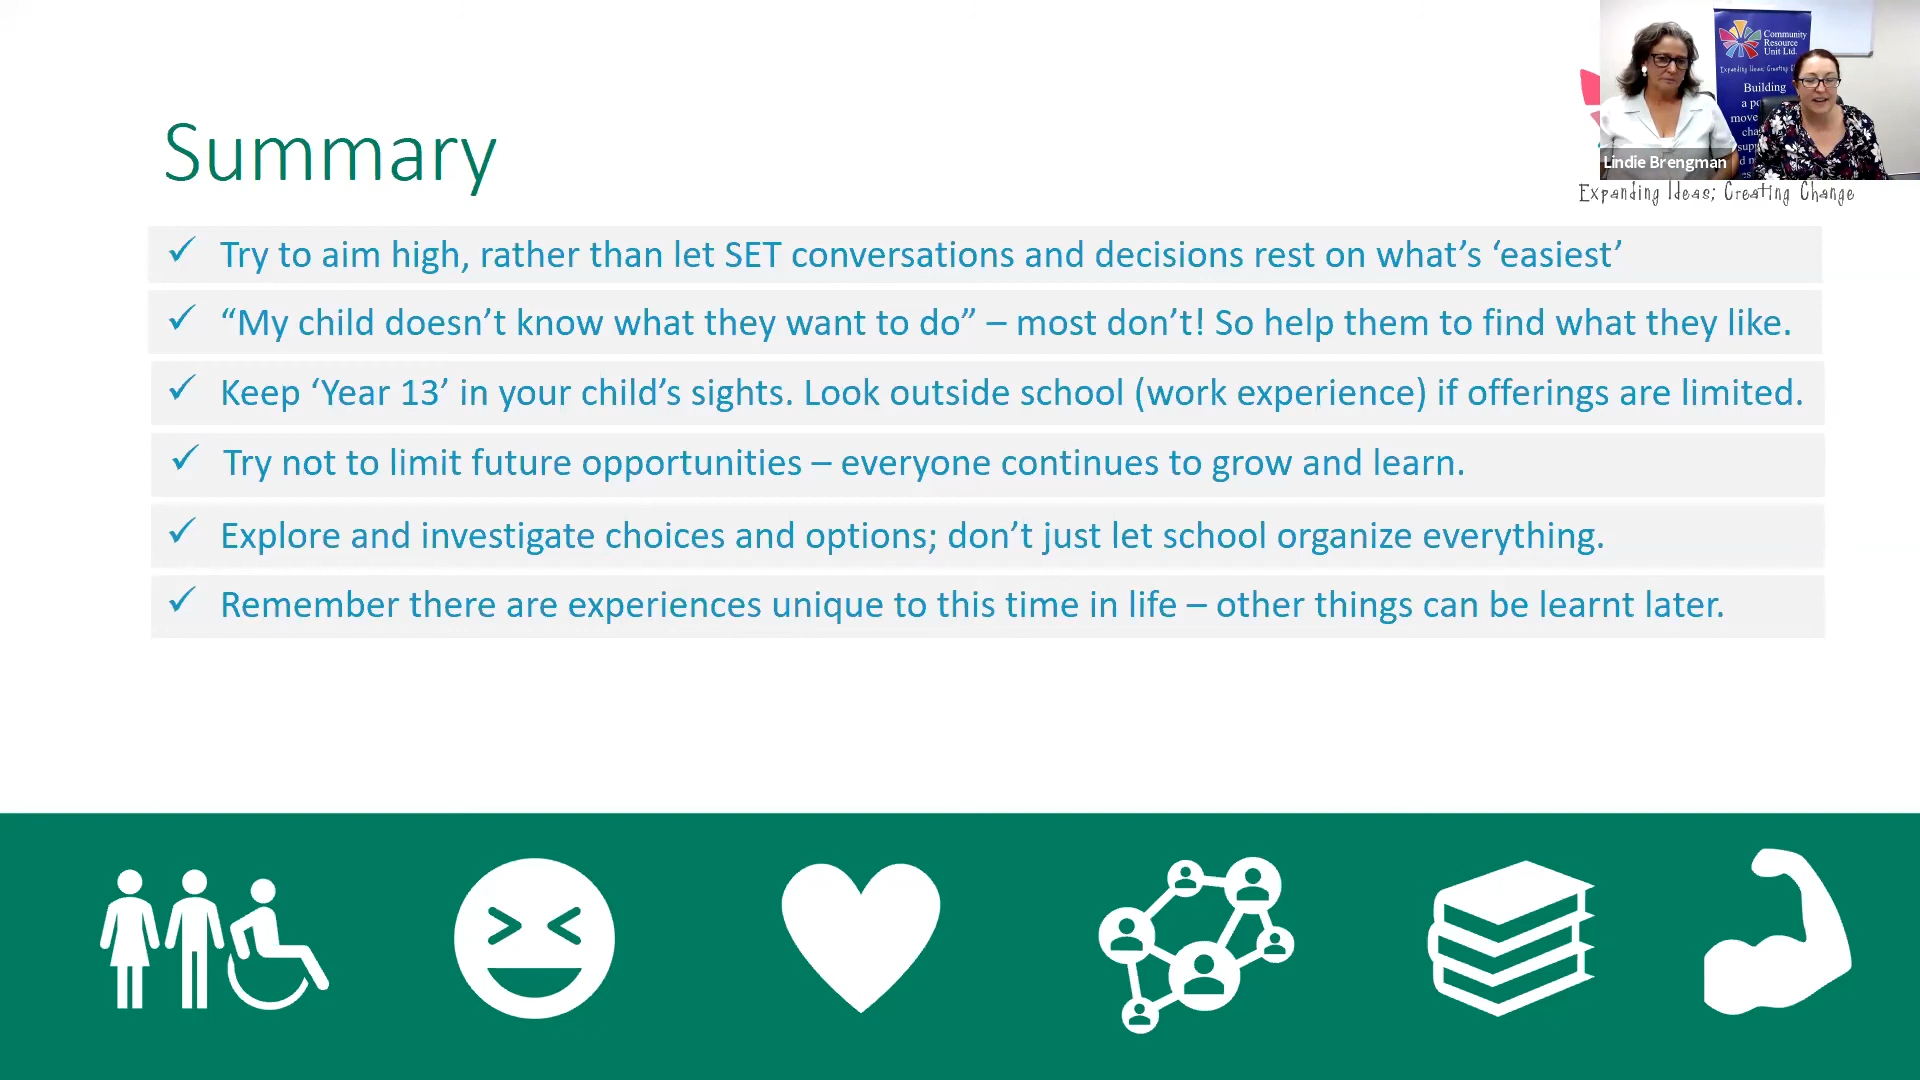 Summary
✓ Try to aim high, rather than let SET conversations and decisions rest on what’s ‘easiest’
✓ “My child doesn’t know what they want to do” – most don’t! So help them to find what they like.
✓ Keep ‘Year 13’ in your child’s sights. Look outside school (work experience) if offerings are limited.
✓ Try not to limit future opportunities – everyone continues to grow and learn.
✓ Explore and investigate choices and options; don’t just let school organize everything.
✓ Remember there are experiences unique to this time in life – other things can be learnt later.
Community
Resource
Unit Ltd.
Expanding Ideas; Creating
Building
a
Lindie Brengman
Expanding Ideas; Creating Change